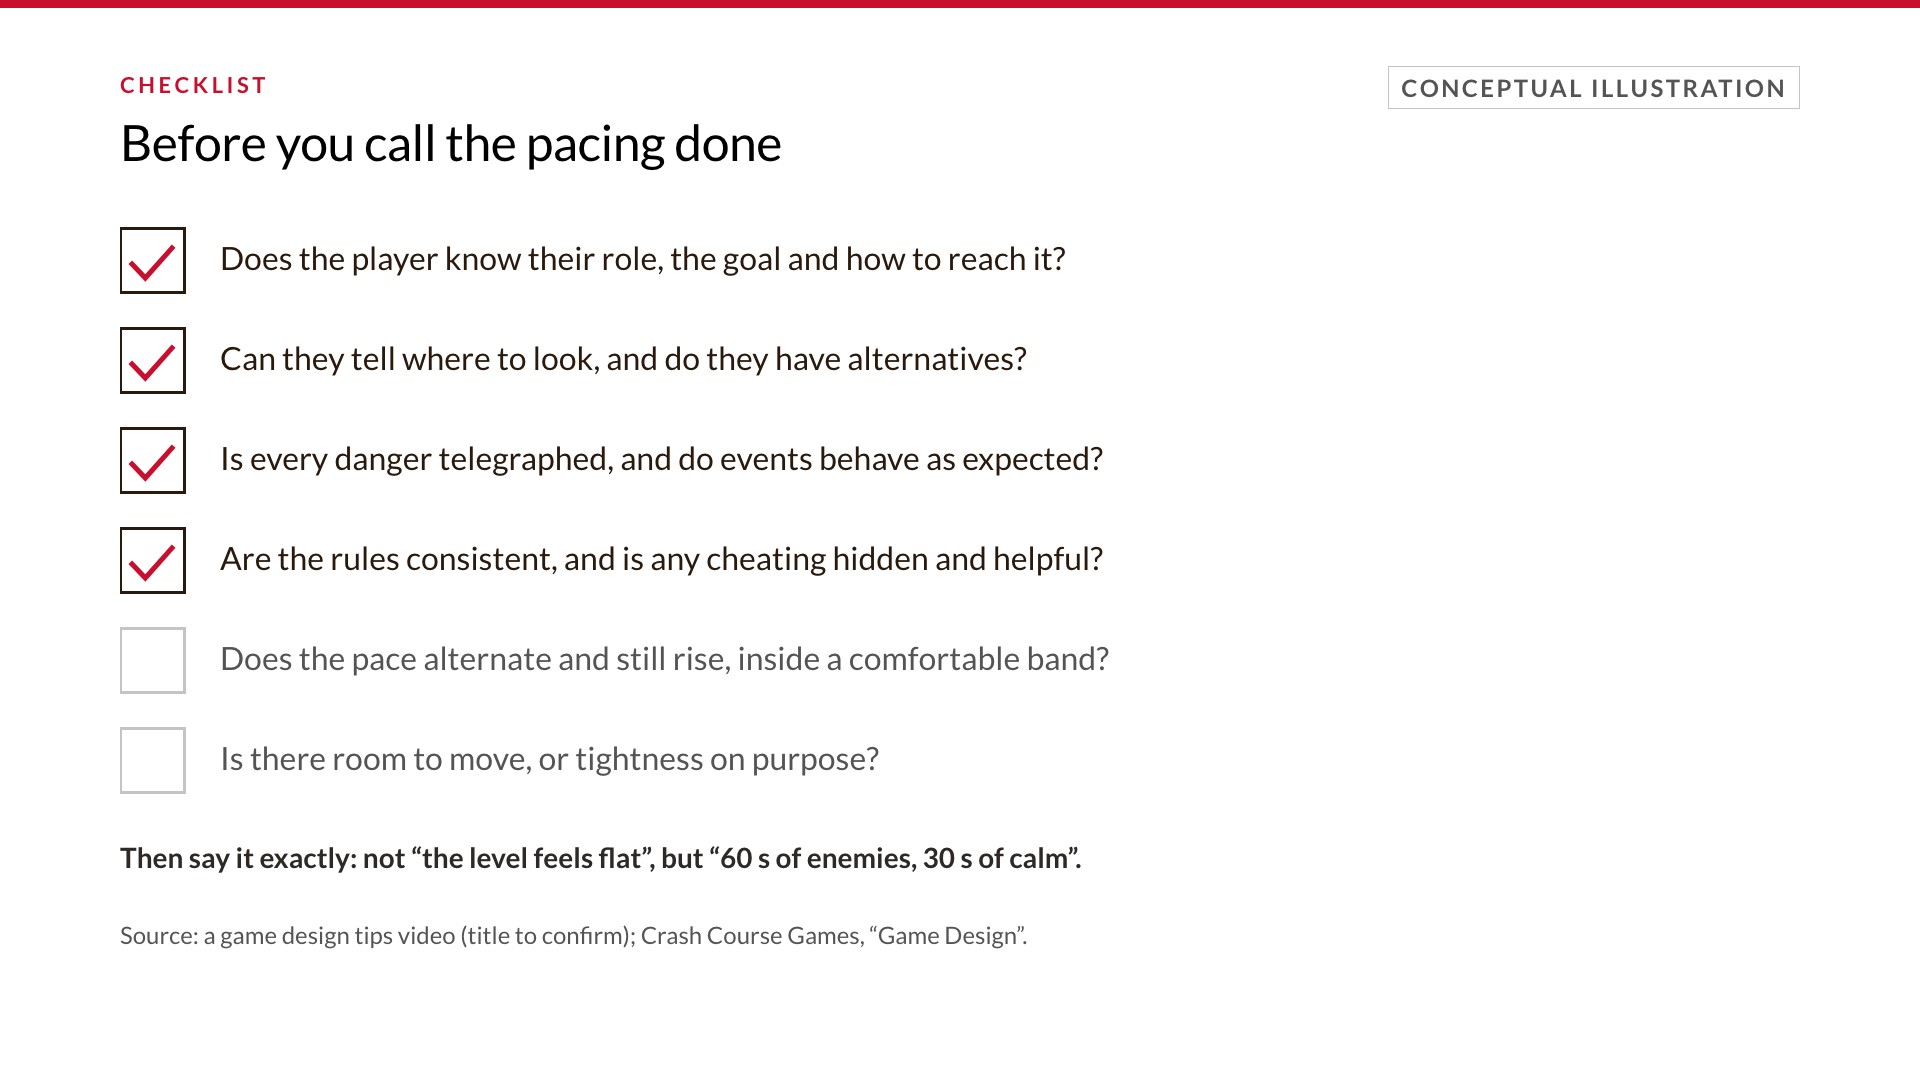 CHECKLIST
CONCEPTUAL ILLUSTRATION
Before you call the pacing done
Does the player know their role, the goal and how to reach it?
Can they tell where to look, and do they have alternatives?
Is every danger telegraphed, and do events behave as expected?
Are the rules consistent, and is any cheating hidden and helpful?
Does the pace alternate and still rise, inside a comfortable band?
Is there room to move, or tightness on purpose?
Then say it exactly: not “the level feels flat”, but “60 s of enemies, 30 s of calm”.
Source: a game design tips video (title to confirm); Crash Course Games, “Game Design”.